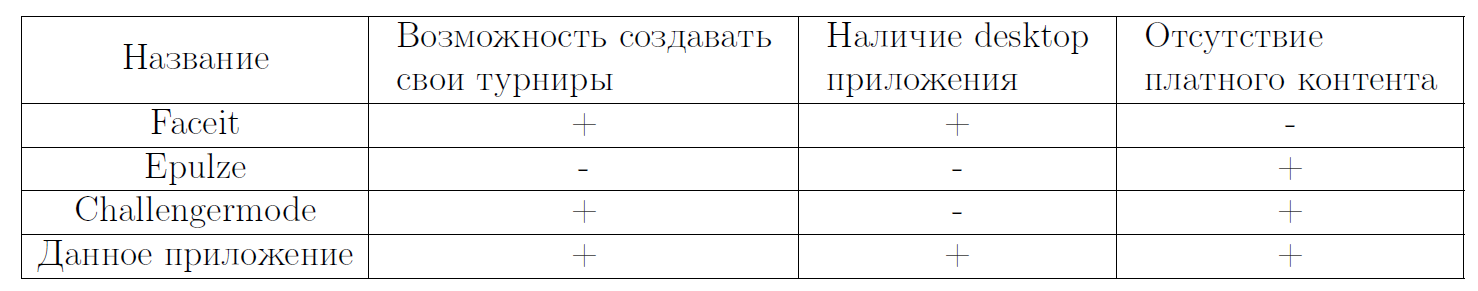 Название
Возможность создавать
свои турниры
Наличие desktop
приложения
Отсутствие
платного контента
Faceit + + -
Epulze - - +
Challengermode + - +
Данное приложение + + +